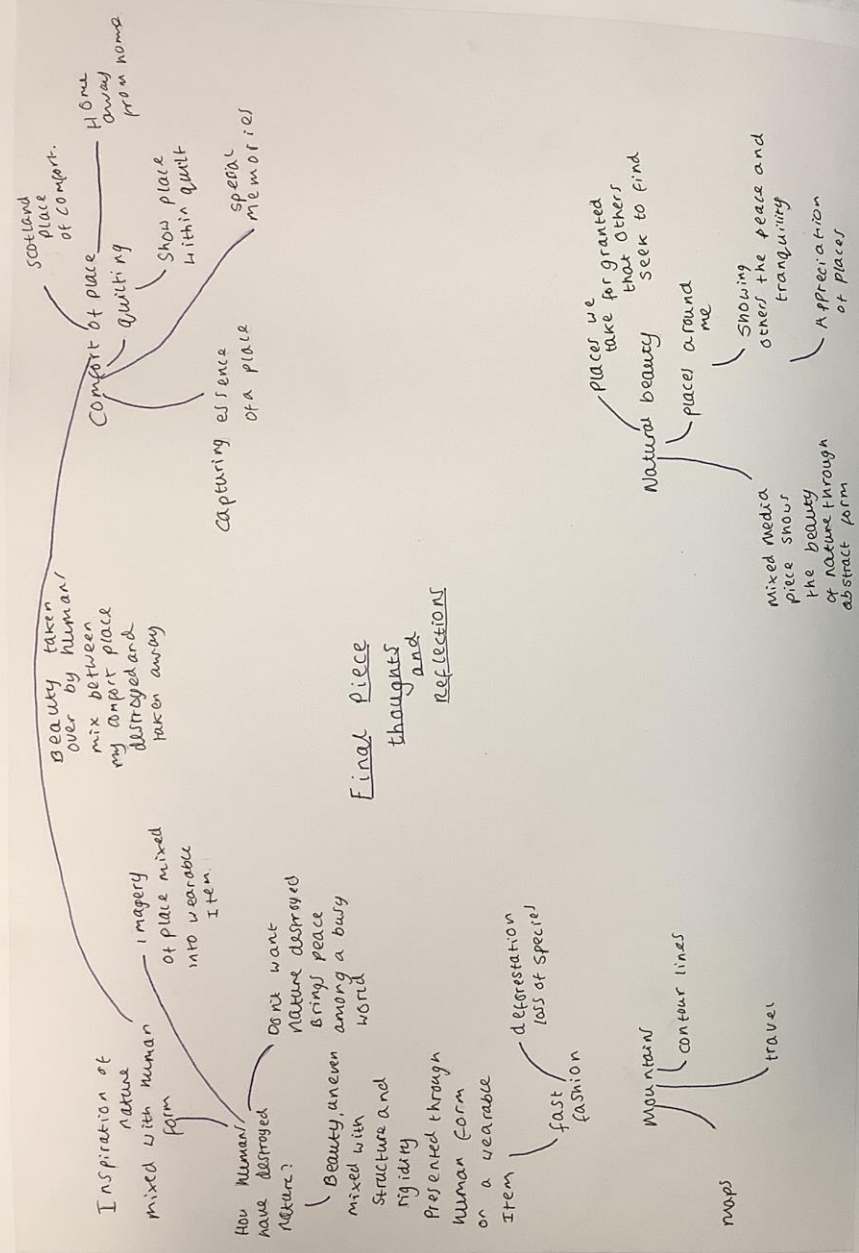 Inspiration of
nature
mixed with human
form
Imagery
of place mixed
into wearable
Item
How humans
have destroyed
nature?
Dont want
nature destroyed
Brings peace
among a busy
world
Beauty, uneven
mixed with
structure and
rigidity
Presented through
human form
on a wearable
Item
fast
fashion
deforestation
loss of species
Beauty taken
over by humans
mix between
my comfort place
destroyed and
taken away
Comfort of place
Scotland
place
of comfort.
Home
away
from home
quilting
Show place
within quilt
special
memories
capturing essence
of a place
Final Piece
thoughts
and
Reflections
Mountain
contour lines
travel
maps
Natural beauty
places we
take for granted
that others
seek to find
places around
me
Showing
others the peace and
tranquility
Appreciation
of places
Mixed media
piece shows
the beauty
of nature through
abstract form